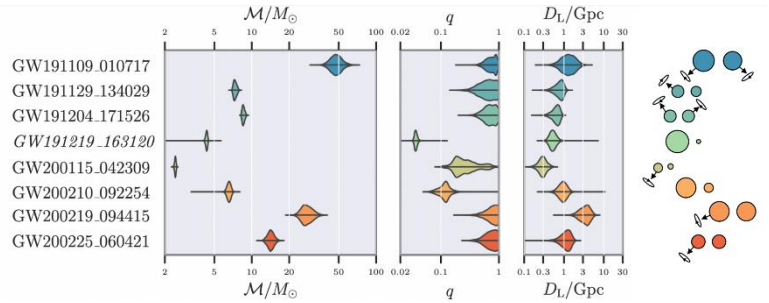 ℳ/M⊙ q D_L/Gpc
2 5 10 50 100 0.02 0.1 1 0.1 0.3 1 3 10 30
GW191109_010717
GW191129_134029
GW191204_171526
GW191219_163120
GW200115_042309
GW200210_092254
GW200219_094415
GW200225_060421
2 5 10 50 100 0.02 0.1 1 0.1 0.3 1 3 10 30
ℳ/M⊙ q D_L/Gpc